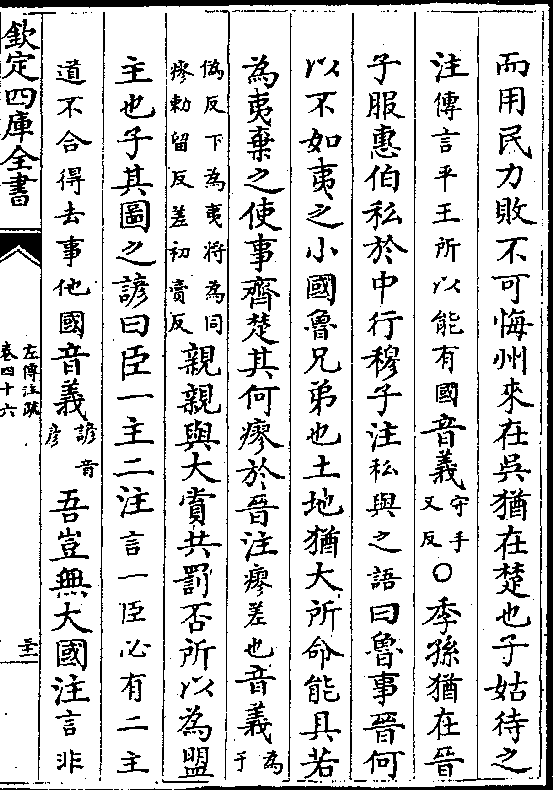 而用民力敗不可悔州來在吳猶在楚也子姑待之
注傳言平王所以能有國音義守手又反○季孫猶在晉
子服惠伯私於中行穆子注私與之語曰魯事晉何
以不如夷之小國魯兄弟也土地猶大所命能具若
為夷棄之使事齊楚其何瘳於晉注瘳差也音義為于
偽反下為夷將為同瘳勅留反差初賣反親親與大賞共罰否所以為盟
主也子其圖之諺曰臣一主二注言一臣必有二主
道不合得去事他國音義諺音彥吾豈無大國注言非
欽定四庫全書
左傳注疏
卷四十六